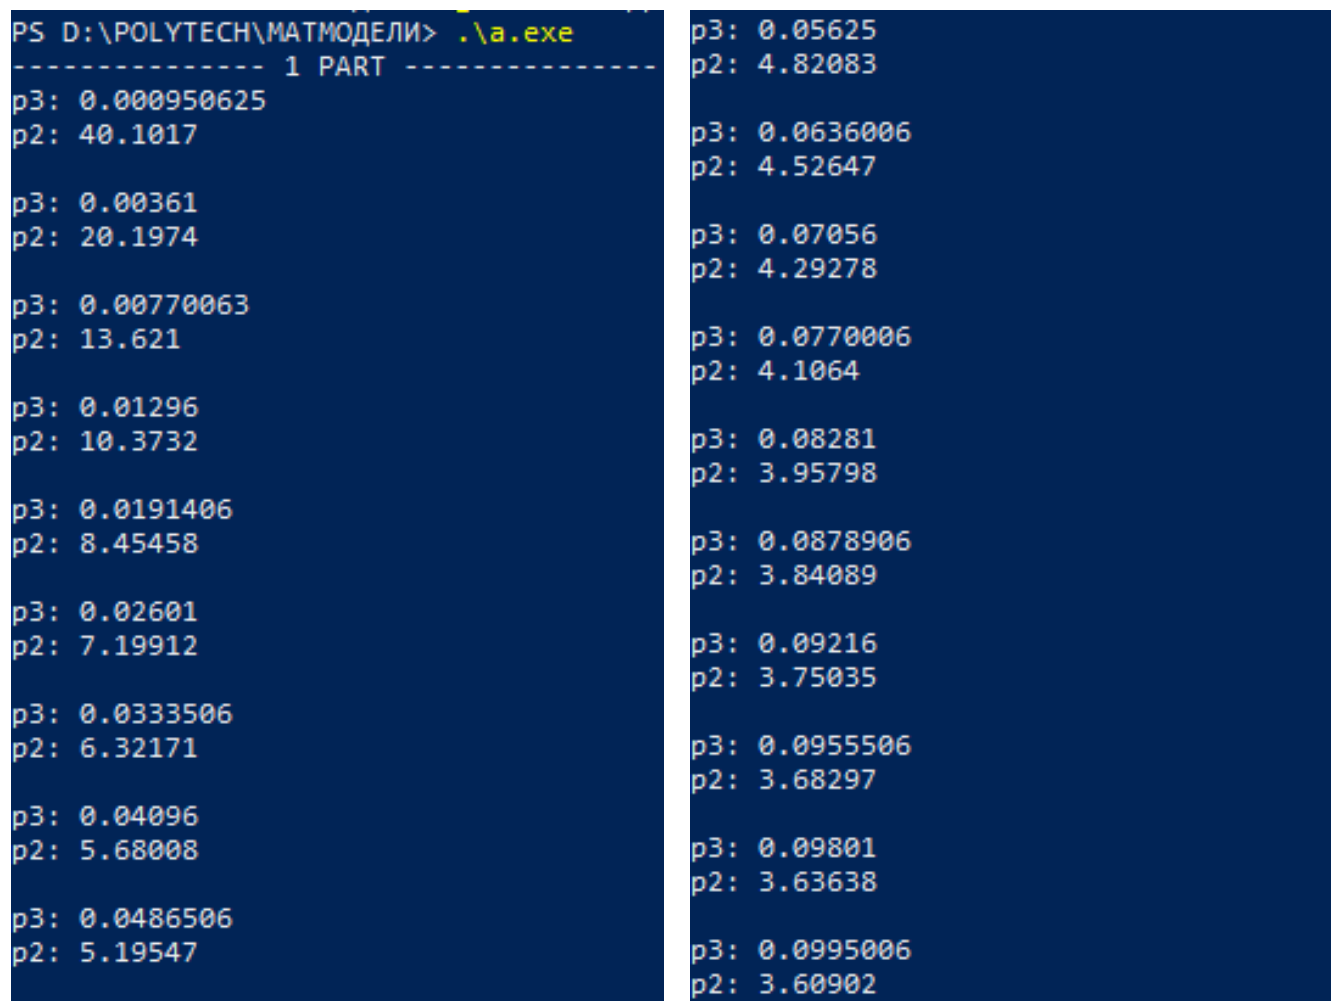 PS D:\POLYTECH\МАТМОДЕЛИ> .\a.exe
--------------- 1 PART ---------------
p3: 0.000950625
p2: 40.1017
p3: 0.00361
p2: 20.1974
p3: 0.00770063
p2: 13.621
p3: 0.01296
p2: 10.3732
p3: 0.0191406
p2: 8.45458
p3: 0.02601
p2: 7.19912
p3: 0.0333506
p2: 6.32171
p3: 0.04096
p2: 5.68008
p3: 0.0486506
p2: 5.19547
p3: 0.05625
p2: 4.82083
p3: 0.0636006
p2: 4.52647
p3: 0.07056
p2: 4.29278
p3: 0.0770006
p2: 4.1064
p3: 0.08281
p2: 3.95798
p3: 0.0878906
p2: 3.84089
p3: 0.09216
p2: 3.75035
p3: 0.0955506
p2: 3.68297
p3: 0.09801
p2: 3.63638
p3: 0.0995006
p2: 3.60902